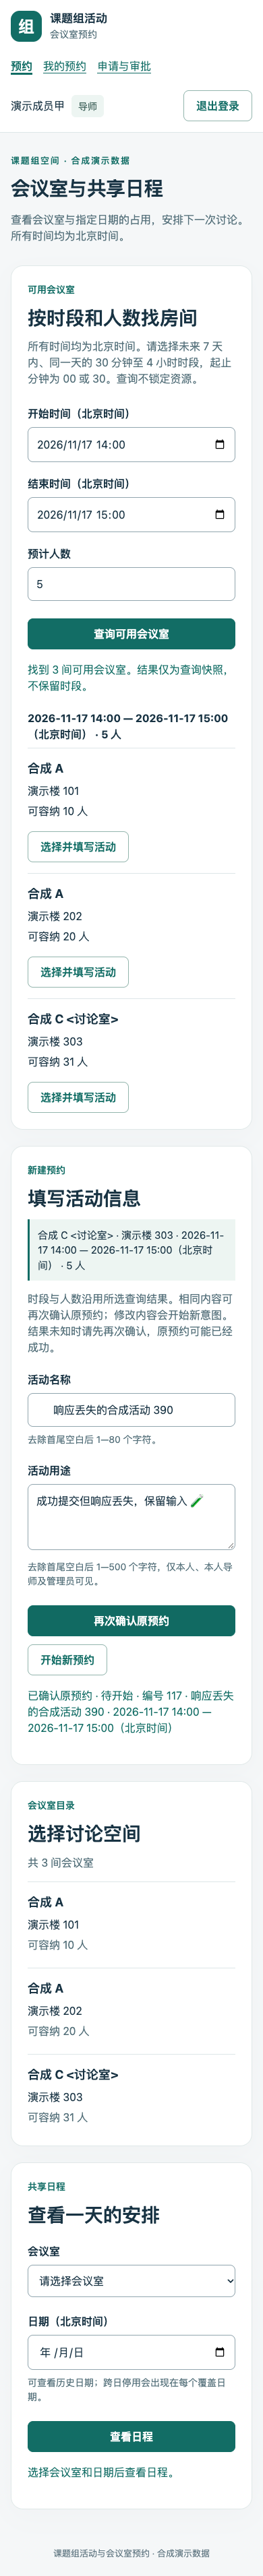 组
课题组活动
会议室预约
预约 我的预约 申请与审批
演示成员甲 导师 退出登录
课题组空间 · 合成演示数据
会议室与共享日程
查看会议室与指定日期的占用，安排下一次讨论。
所有时间均为北京时间。
可用会议室
按时段和人数找房间
所有时间均为北京时间。请选择未来 7 天
内、同一天的 30 分钟至 4 小时时段，起止
分钟为 00 或 30。查询不锁定资源。
开始时间（北京时间）
2026/11/17 14:00
结束时间（北京时间）
2026/11/17 15:00
预计人数
5
查询可用会议室
找到 3 间可用会议室。结果仅为查询快照，
不保留时段。
2026-11-17 14:00 — 2026-11-17 15:00
（北京时间） · 5 人
合成 A
演示楼 101
可容纳 10 人
选择并填写活动
合成 A
演示楼 202
可容纳 20 人
选择并填写活动
合成 C <讨论室>
演示楼 303
可容纳 31 人
选择并填写活动
新建预约
填写活动信息
合成 C <讨论室> · 演示楼 303 · 2026-11-
17 14:00 — 2026-11-17 15:00（北京时
间） · 5 人
时段与人数沿用所选查询结果。相同内容可
再次确认原预约；修改内容会开始新意图。
结果未知时请先再次确认，原预约可能已经
成功。
活动名称
响应丢失的合成活动 390
去除首尾空白后 1—80 个字符。
活动用途
成功提交但响应丢失，保留输入 🧪
去除首尾空白后 1—500 个字符，仅本人、本人导
师及管理员可见。
再次确认原预约
开始新预约
已确认原预约 · 待开始 · 编号 117 · 响应丢失
的合成活动 390 · 2026-11-17 14:00 —
2026-11-17 15:00（北京时间）
会议室目录
选择讨论空间
共 3 间会议室
合成 A
演示楼 101
可容纳 10 人
合成 A
演示楼 202
可容纳 20 人
合成 C <讨论室>
演示楼 303
可容纳 31 人
共享日程
查看一天的安排
会议室
请选择会议室
日期（北京时间）
年 /月/日
可查看历史日期；跨日停用会出现在每个覆盖日
期。
查看日程
选择会议室和日期后查看日程。
课题组活动与会议室预约 · 合成演示数据